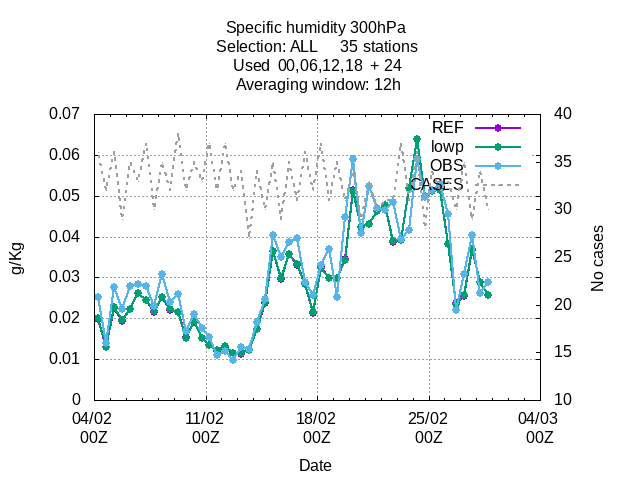 Specific humidity 300hPa
Selection: ALL 35 stations
Used 00,06,12,18 + 24
Averaging window: 12h
0.07
0.06
0.05
0.04
0.03
0.02
0.01
0
40
35
30
25
20
15
10
REF
lowp
OBS
CASES
g/Kg
No cases
04/02 11/02 18/02 25/02 04/03
00Z 00Z 00Z 00Z 00Z
Date